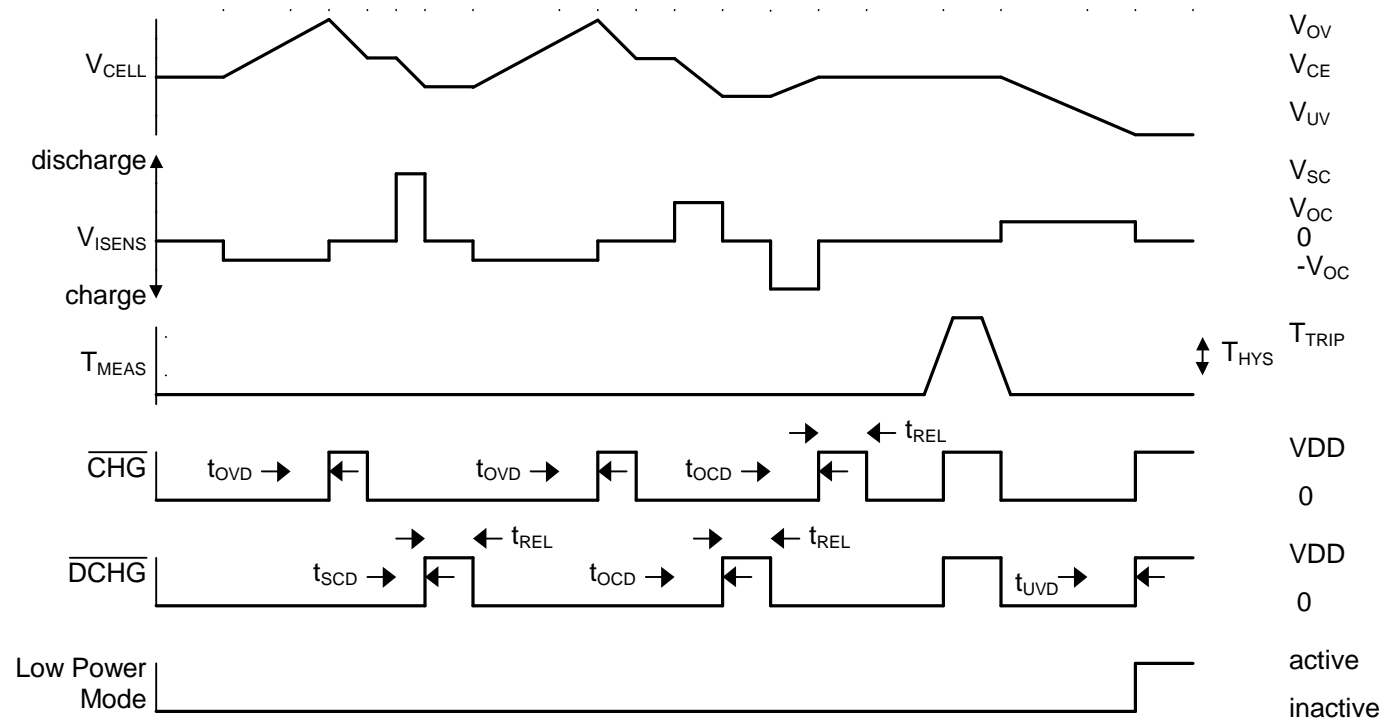 V_CELL
V_OV
V_CE
V_UV
discharge
V_ISENS
charge
V_SC
V_OC
0
-V_OC
T_MEAS
T_HYS
T_TRIP
t_REL
CHG
t_OVD
t_OVD
t_OCD
VDD
0
t_REL
t_REL
DCHG
t_SCD
t_OCD
t_UVD
VDD
0
Low Power
Mode
active
inactive